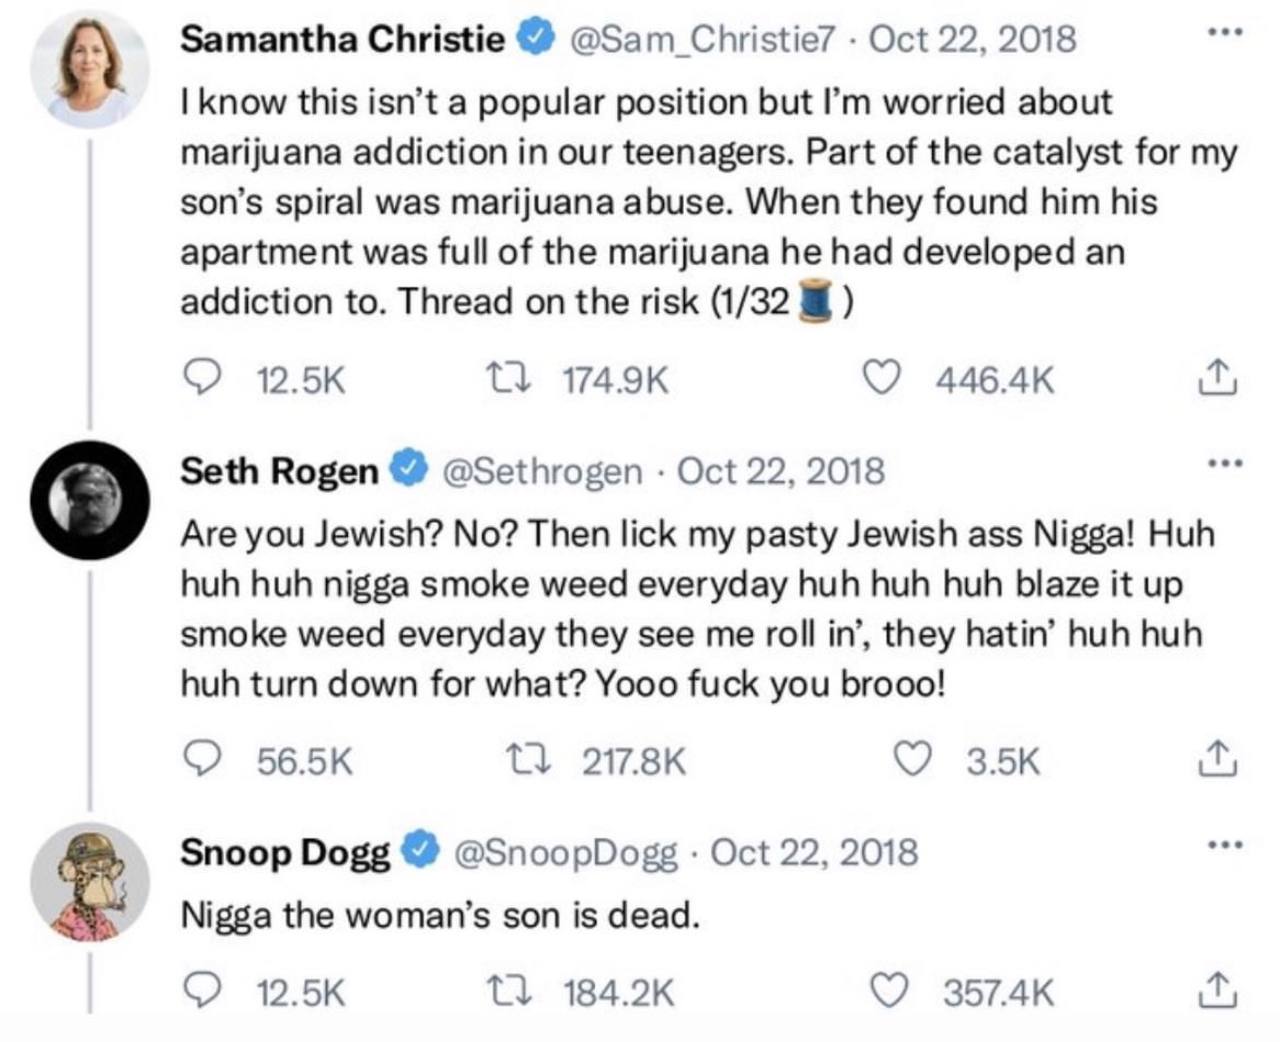 Samantha Christie @Sam_Christie7 · Oct 22, 2018 ...
I know this isn't a popular position but I'm worried about
marijuana addiction in our teenagers. Part of the catalyst for my
son's spiral was marijuana abuse. When they found him his
apartment was full of the marijuana he had developed an
addiction to. Thread on the risk (1/32🧵)
12.5K 174.9K 446.4K
Seth Rogen @Sethrogen · Oct 22, 2018 ...
Are you Jewish? No? Then lick my pasty Jewish ass Nigga! Huh
huh huh nigga smoke weed everyday huh huh huh blaze it up
smoke weed everyday they see me roll in', they hatin' huh huh
huh turn down for what? Yooo fuck you brooo!
56.5K 217.8K 3.5K
Snoop Dogg @SnoopDogg · Oct 22, 2018 ...
Nigga the woman's son is dead.
12.5K 184.2K 357.4K